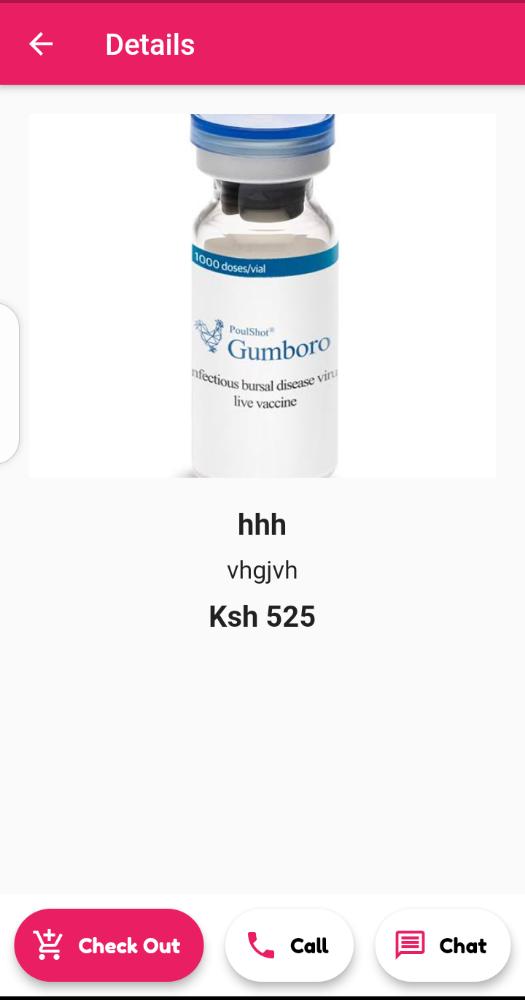 Details
1000 doses/vial
PoulShot®
Gumboro
nfectious bursal disease viru
live vaccine
hhh
vhgjvh
Ksh 525
Check Out
Call
Chat